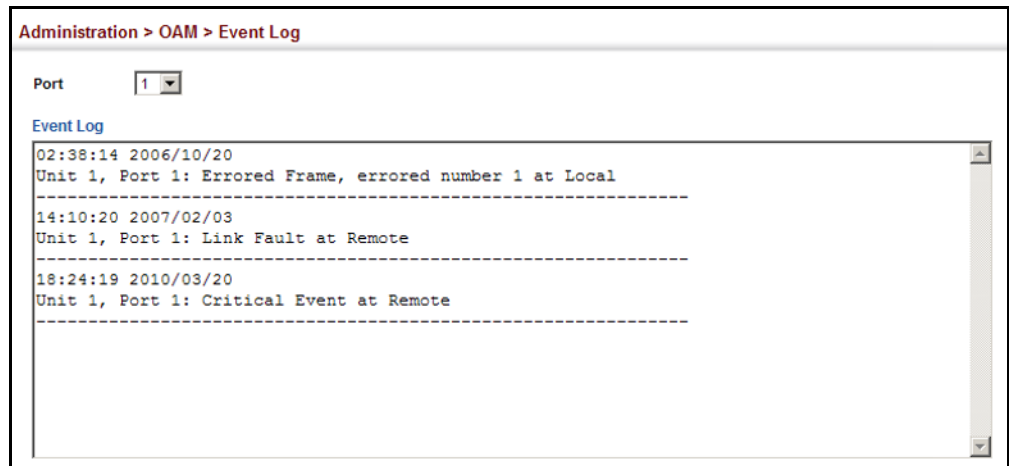 Administration > OAM > Event Log
Port 1
Event Log
02:38:14 2006/10/20
Unit 1, Port 1: Errored Frame, errored number 1 at Local
---------------------------------------------------------------
14:10:20 2007/02/03
Unit 1, Port 1: Link Fault at Remote
---------------------------------------------------------------
18:24:19 2010/03/20
Unit 1, Port 1: Critical Event at Remote
---------------------------------------------------------------